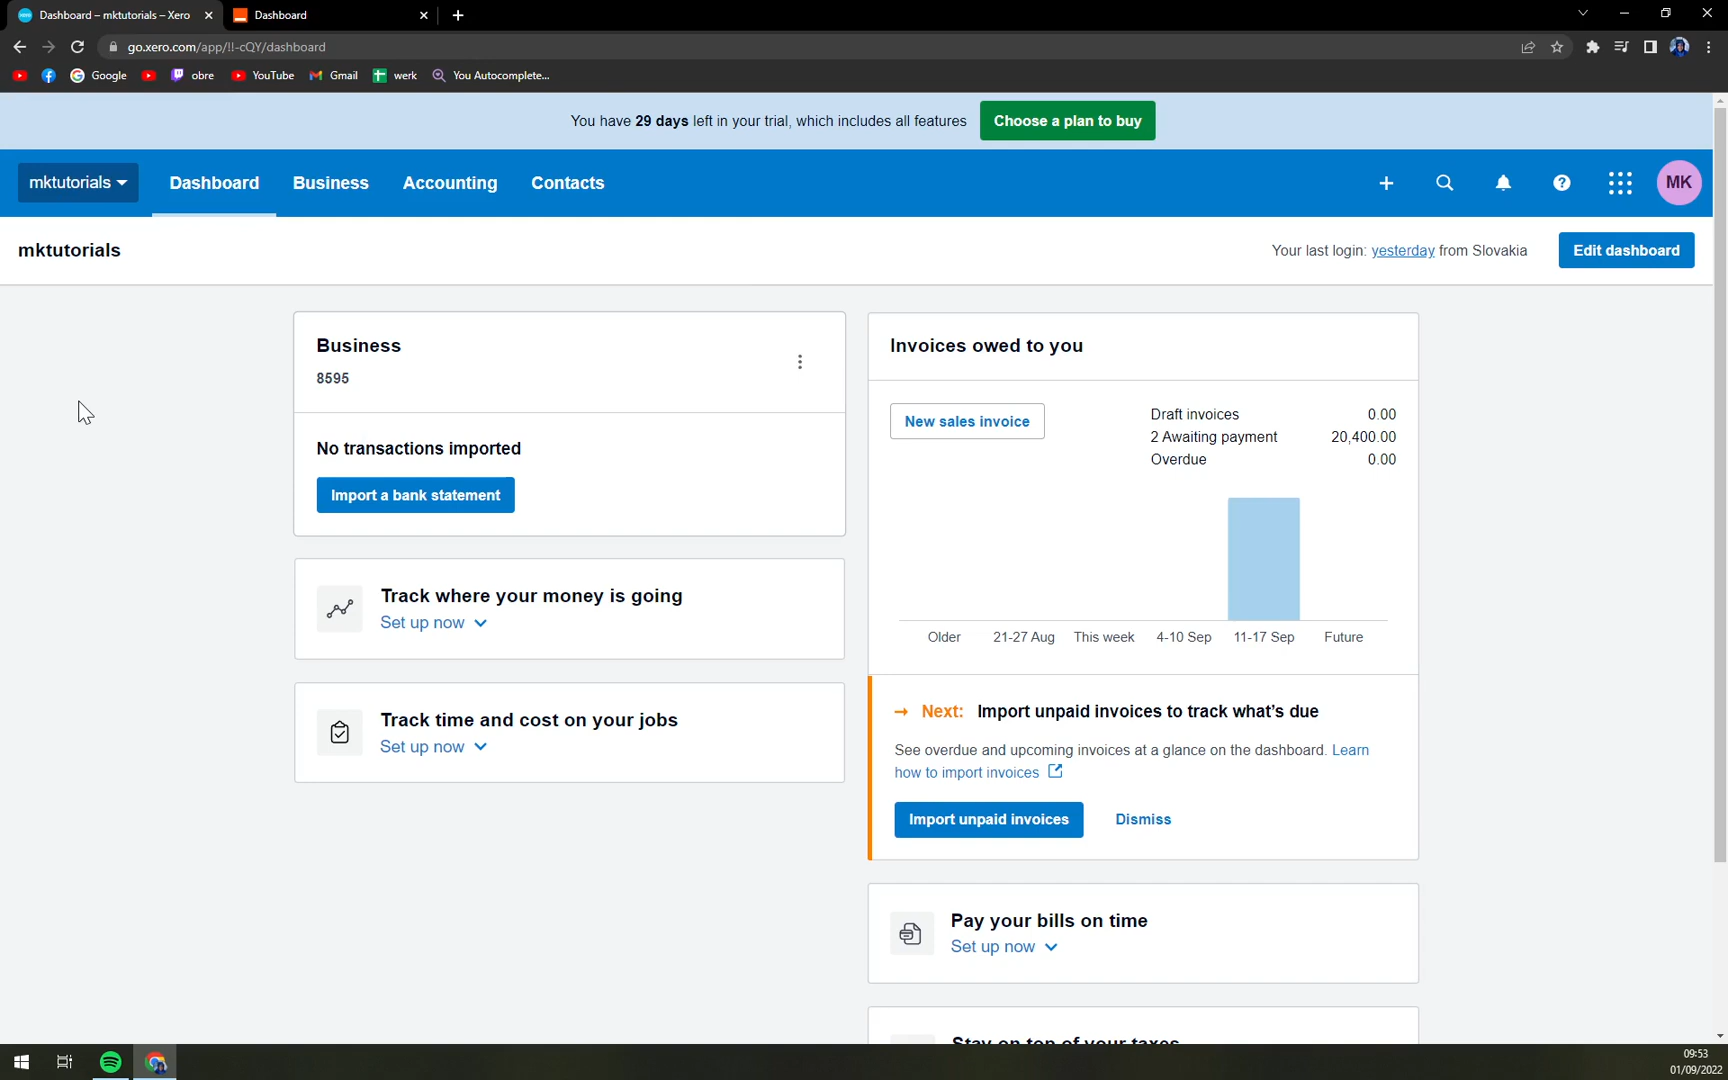 Dashboard – mktutorials – Xero
Dashboard
go.xero.com/app/!!-cQY/dashboard
Google
obre
YouTube
Gmail
werk
You Autocomplete...
You have 29 days left in your trial, which includes all features
Choose a plan to buy
mktutorials
Dashboard
Business
Accounting
Contacts
MK
mktutorials
Your last login: yesterday from Slovakia
Edit dashboard
Business
8595
No transactions imported
Import a bank statement
Track where your money is going
Set up now
Track time and cost on your jobs
Set up now
Invoices owed to you
New sales invoice
Draft invoices 0.00
2 Awaiting payment 20,400.00
Overdue 0.00
Older 21-27 Aug This week 4-10 Sep 11-17 Sep Future
→ Next: Import unpaid invoices to track what's due
See overdue and upcoming invoices at a glance on the dashboard. Learn
how to import invoices
Import unpaid invoices
Dismiss
Pay your bills on time
Set up now
Stay on top of your taxes
09:53
01/09/2022